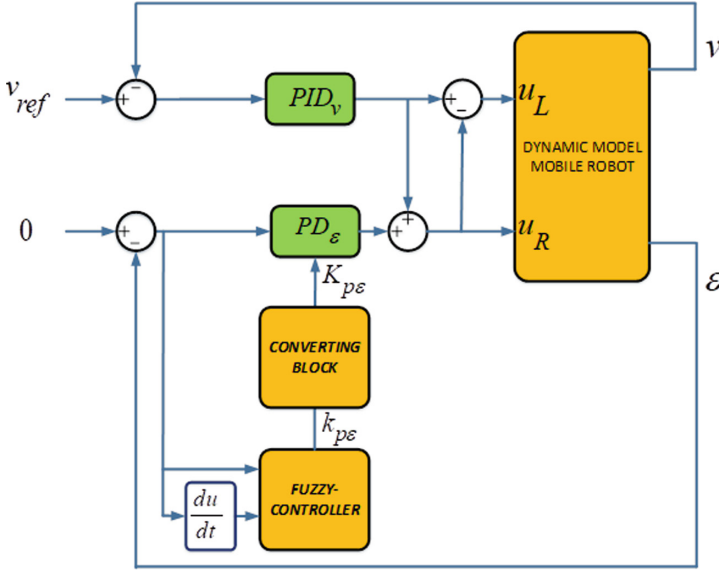 v
v_ref
+
−
PID_v
+
−
u_L
DYNAMIC MODEL
MOBILE ROBOT
0
+
−
PD_ε
+
+
u_R
ε
K_pε
CONVERTING
BLOCK
k_pε
du
dt
FUZZY-
CONTROLLER